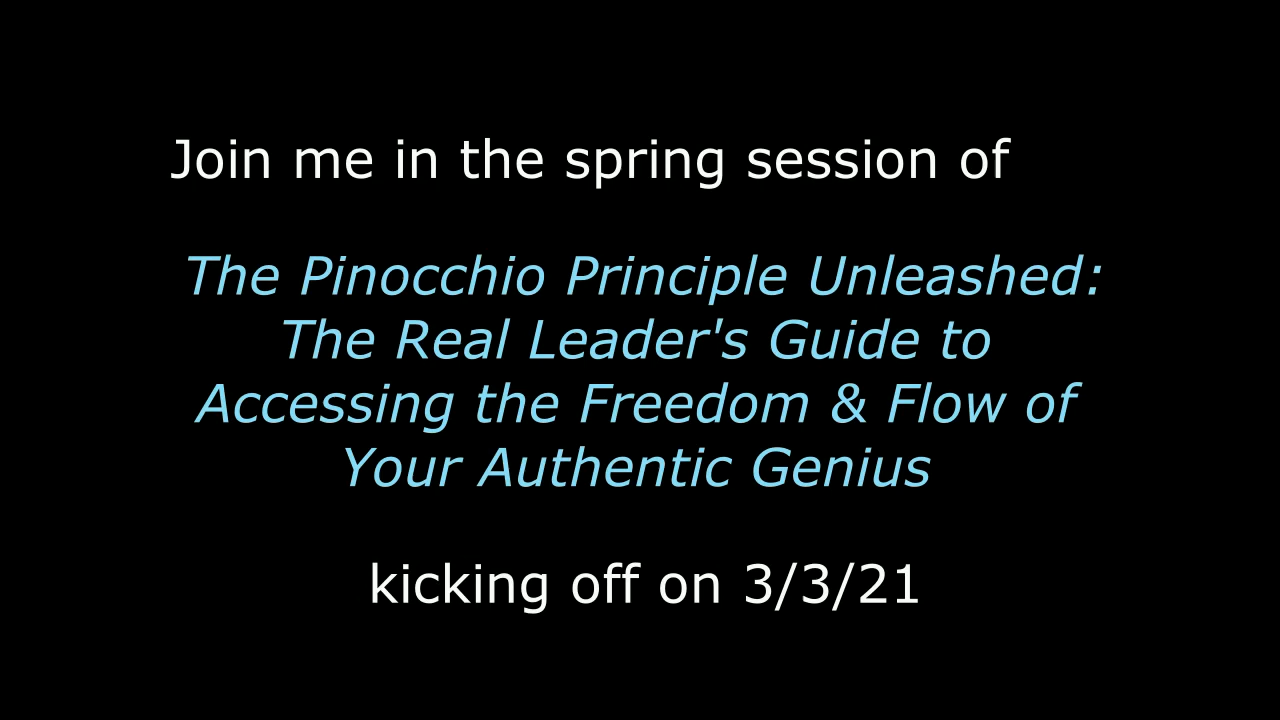 Join me in the spring session of
The Pinocchio Principle Unleashed:
The Real Leader's Guide to
Accessing the Freedom & Flow of
Your Authentic Genius
kicking off on 3/3/21